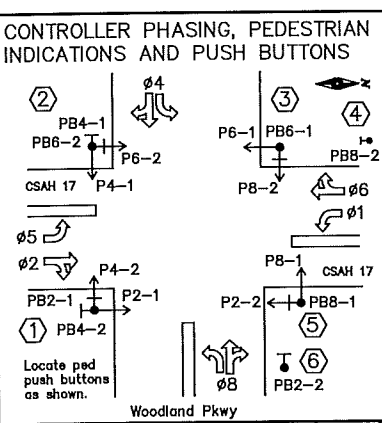 CONTROLLER PHASING, PEDESTRIAN
INDICATIONS AND PUSH BUTTONS
2
ø4
3
N
4
PB4-1
PB6-2
P6-2
P6-1
PB6-1
PB8-2
CSAH 17
P4-1
P8-2
ø6
ø1
ø5
ø2
P4-2
P8-1
CSAH 17
PB2-1
P2-1
P2-2
PB8-1
1
PB4-2
5
Locate ped
push buttons
as shown.
ø8
6
PB2-2
Woodland Pkwy